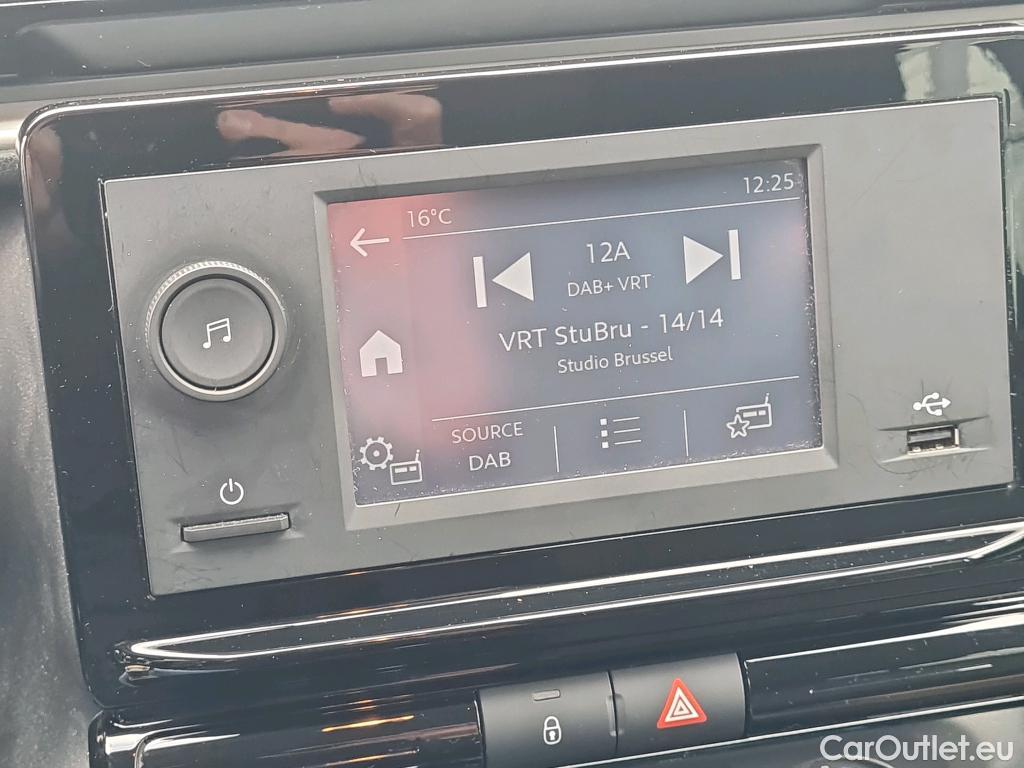 16°C
12:25
12A
DAB+ VRT
VRT StuBru - 14/14
Studio Brussel
SOURCE
DAB
CarOutlet.eu